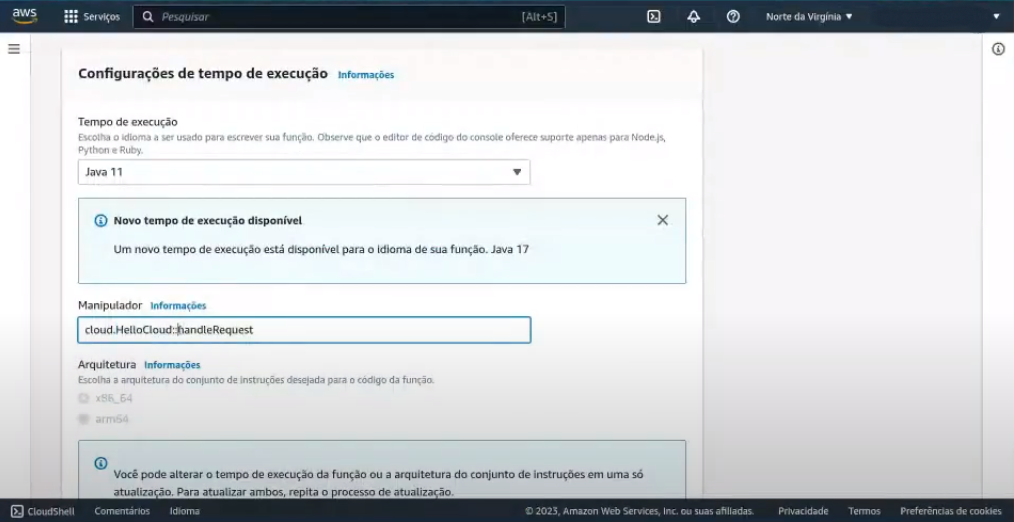 aws
Serviços
Pesquisar
[Alt+S]
Norte da Virgínia
Configurações de tempo de execução Informações
Tempo de execução
Escolha o idioma a ser usado para escrever sua função. Observe que o editor de código do console oferece suporte apenas para Node.js,
Python e Ruby.
Java 11
Novo tempo de execução disponível
Um novo tempo de execução está disponível para o idioma de sua função. Java 17
Manipulador Informações
cloud.HelloCloud::handleRequest
Arquitetura Informações
Escolha a arquitetura do conjunto de instruções desejada para o código da função.
x86_64
arm64
Você pode alterar o tempo de execução da função ou a arquitetura do conjunto de instruções em uma só
atualização. Para atualizar ambos, repita o processo de atualização.
CloudShell Comentários Idioma © 2023, Amazon Web Services, Inc. ou suas afiliadas. Privacidade Termos Preferências de cookies